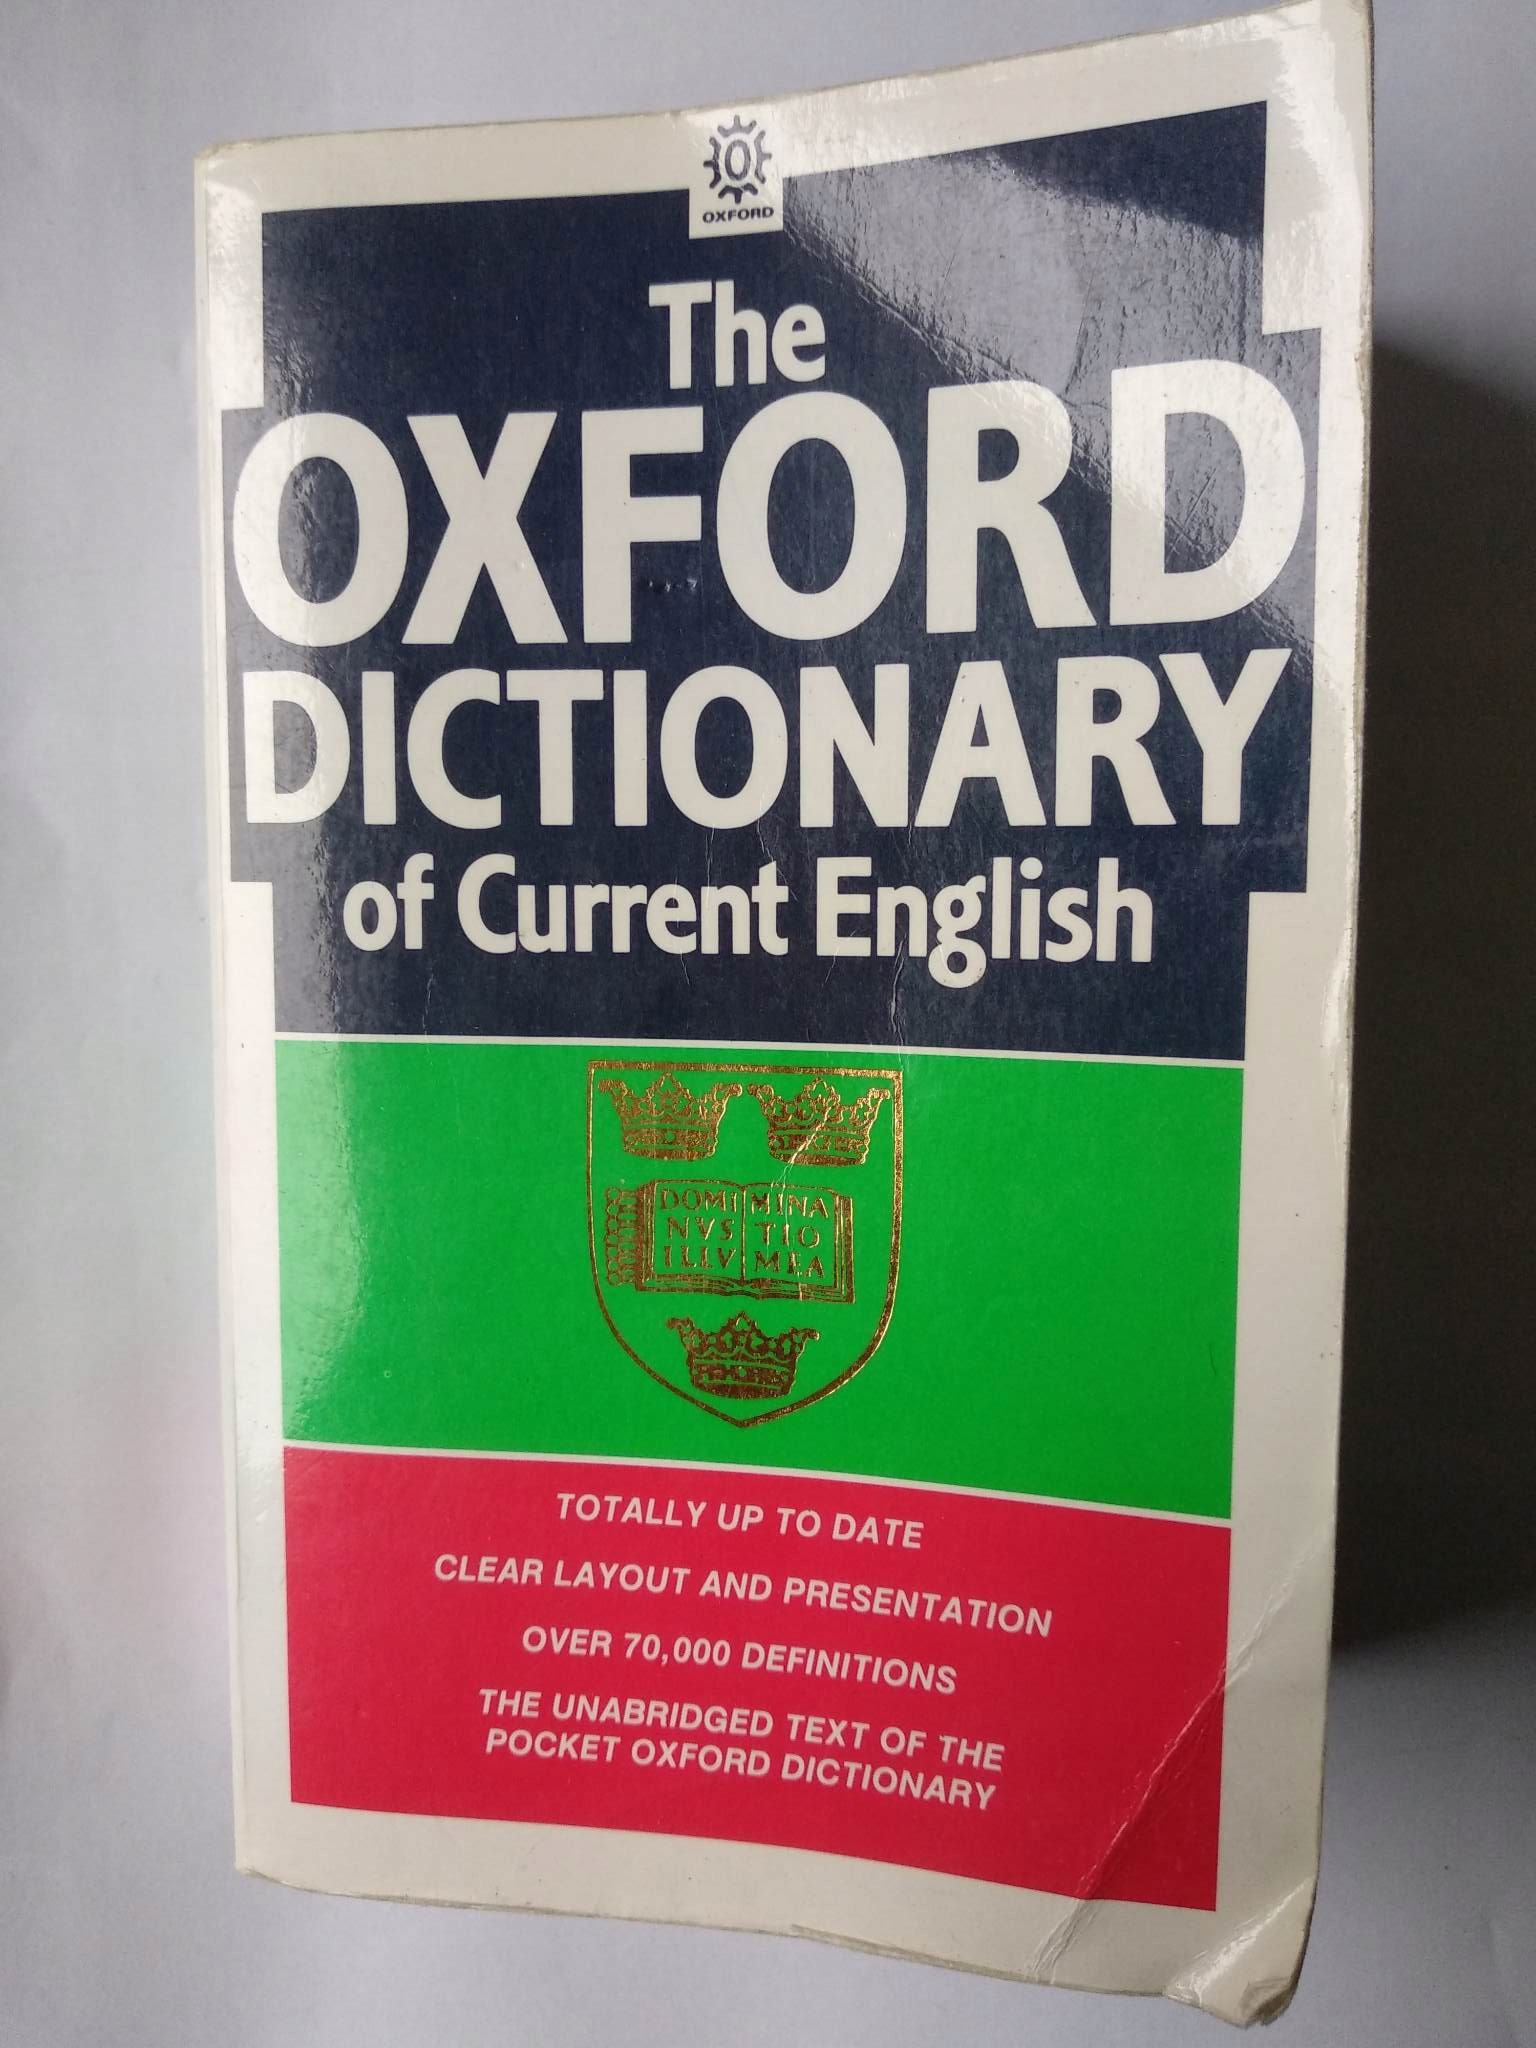 O
OXFORD
The
OXFORD
DICTIONARY
of Current English
DOMI MINA
NVS TIO
ILLV MEA
TOTALLY UP TO DATE
CLEAR LAYOUT AND PRESENTATION
OVER 70,000 DEFINITIONS
THE UNABRIDGED TEXT OF THE
POCKET OXFORD DICTIONARY